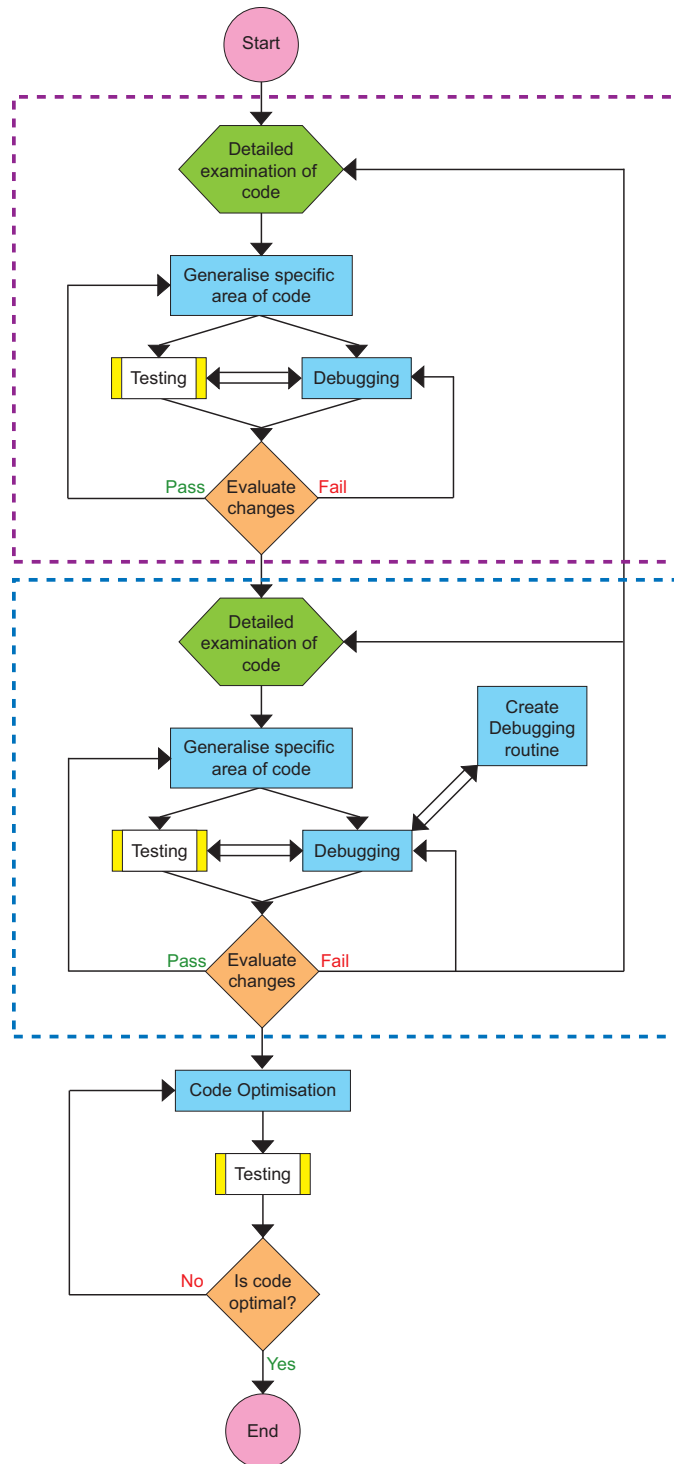 Start
Detailed
examination of
code
Generalise specific
area of code
Testing
Debugging
Pass
Evaluate
changes
Fail
Detailed
examination of
code
Create
Debugging
routine
Generalise specific
area of code
Testing
Debugging
Pass
Evaluate
changes
Fail
Code Optimisation
Testing
No
Is code
optimal?
Yes
End